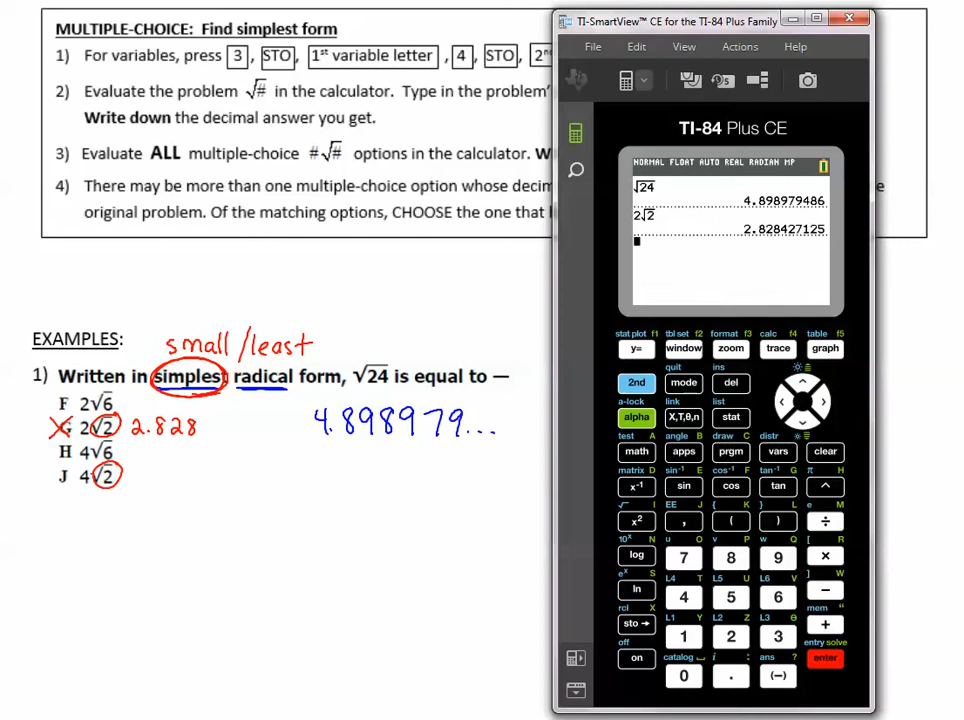 MULTIPLE-CHOICE: Find simplest form
1) For variables, press 3 , STO , 1st variable letter , 4 , STO , 2nd
2) Evaluate the problem √# in the calculator. Type in the problem'
Write down the decimal answer you get.
3) Evaluate ALL multiple-choice #√# options in the calculator. W
4) There may be more than one multiple-choice option whose decim e
original problem. Of the matching options, CHOOSE the one that
EXAMPLES:
small/least
1) Written in simplest radical form, √24 is equal to —
F 2√6
G 2√2 2.828
4.898979...
H 4√6
J 4√2
TI-SmartView™ CE for the TI-84 Plus Family
File Edit View Actions Help
TI-84 Plus CE
NORMAL FLOAT AUTO REAL RADIAN MP
√24
4.898979486
2√2
2.828427125
stat plot f1 tbl set f2 format f3 calc f4 table f5
y= window zoom trace graph
quit ins
2nd mode del
a-lock link list
alpha X,T,θ,n stat
test A angle B draw C distr
math apps prgm vars clear
matrix D sin⁻¹ E cos⁻¹ F tan⁻¹ G π H
x⁻¹ sin cos tan ^
√ I EE J { K } L e M
x² , ( ) ÷
10ˣ N u O v P w Q [ R
log 7 8 9 ×
eˣ S L4 T L5 U L6 V ] W
ln 4 5 6 −
rcl X L1 Y L2 Z L3 θ mem "
sto→ 1 2 3 +
off catalog i : ans ? entry solve
on 0 . (−) enter